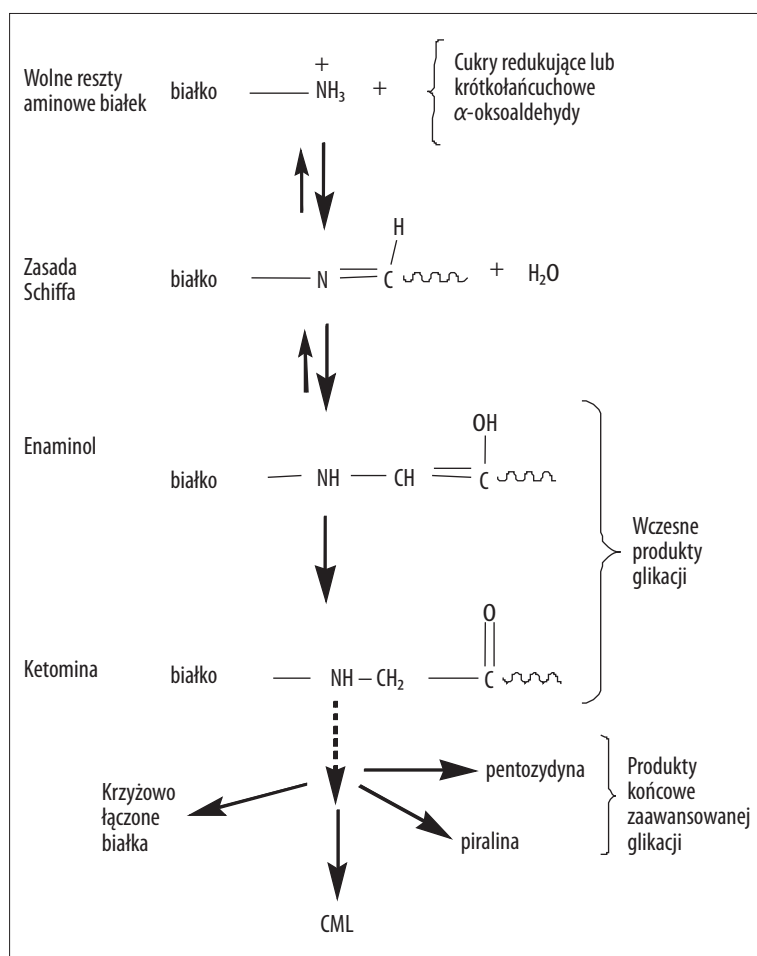 Wolne reszty
aminowe białek
białko
+
NH3
+
Cukry redukujące lub
krótkołańcuchowe
α-oksoaldehydy
H
Zasada
Schiffa
białko
N
C
+
H2O
OH
Enaminol
białko
NH
CH
C
Wczesne
produkty
glikacji
O
Ketomina
białko
NH – CH2
C
Krzyżowo
łączone
białka
pentozydyna
piralina
CML
Produkty
końcowe
zaawansowanej
glikacji